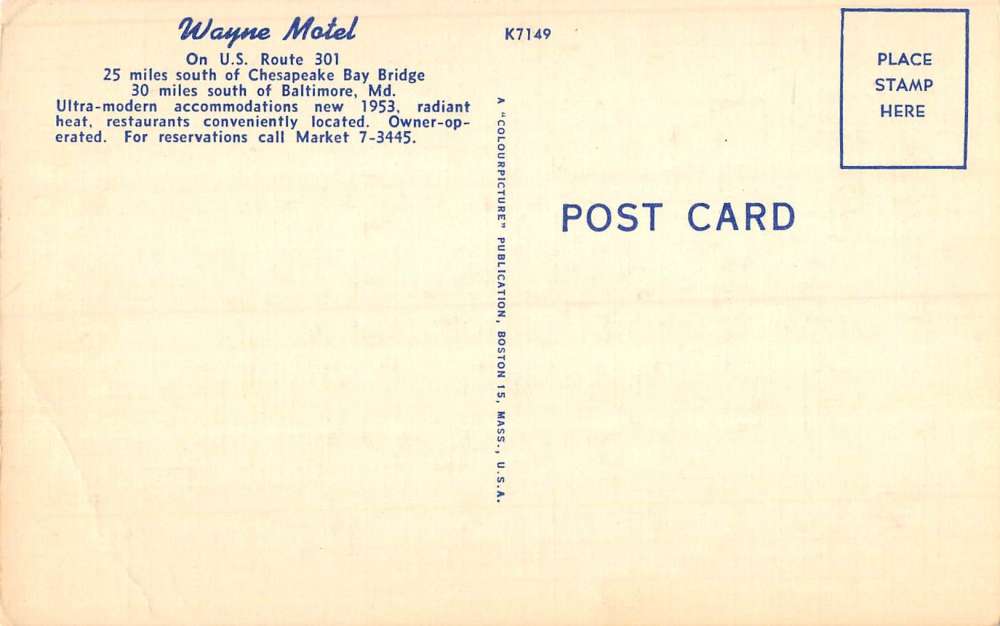 Wayne Motel
On U.S. Route 301
25 miles south of Chesapeake Bay Bridge
30 miles south of Baltimore, Md.
Ultra-modern accommodations new 1953, radiant
heat, restaurants conveniently located. Owner-op-
erated. For reservations call Market 7-3445.
K7149
A "COLOURPICTURE" PUBLICATION, BOSTON 15, MASS., U.S.A.
PLACE
STAMP
HERE
POST CARD